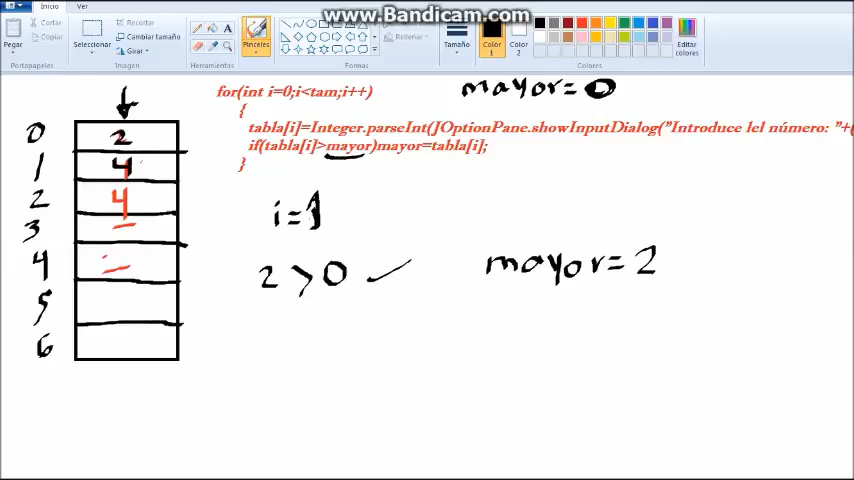 www.Bandicam.com
Inicio Ver
Pegar
Seleccionar
Cortar
Copiar
Recortar
Cambiar tamaño
Girar
Pinceles
Rellenar
Tamaño
Color 1
Color 2
Editar colores
Portapapeles Imagen Herramientas Formas Colores
mayor=0
for(int i=0;i<tam;i++)
{
tabla[i]=Integer.parseInt(JOptionPane.showInputDialog("Introduce lel número: "+(
if(tabla[i]>mayor)mayor=tabla[i];
}
0 2
1 4
2 4
3
4
5
6
i=1
2>0 ✓
mayor=2